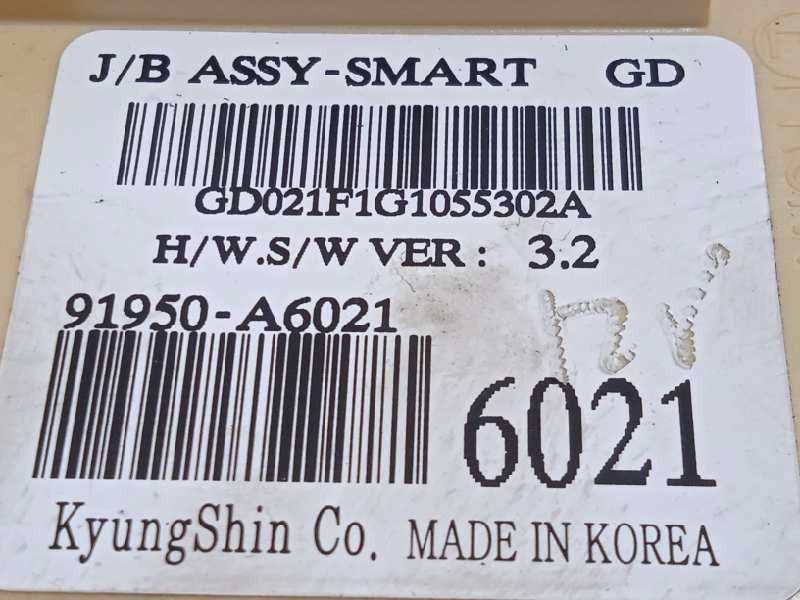 J/B ASSY-SMART GD
GD021F1G1055302A
H/W.S/W VER : 3.2
91950-A6021
6021
KyungShin Co. MADE IN KOREA